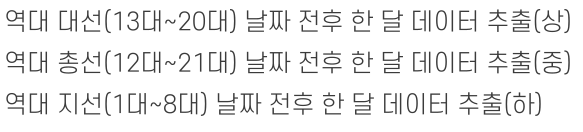 역대 대선(13대~20대) 날짜 전후 한 달 데이터 추출(상)
역대 총선(12대~21대) 날짜 전후 한 달 데이터 추출(중)
역대 지선(1대~8대) 날짜 전후 한 달 데이터 추출(하)